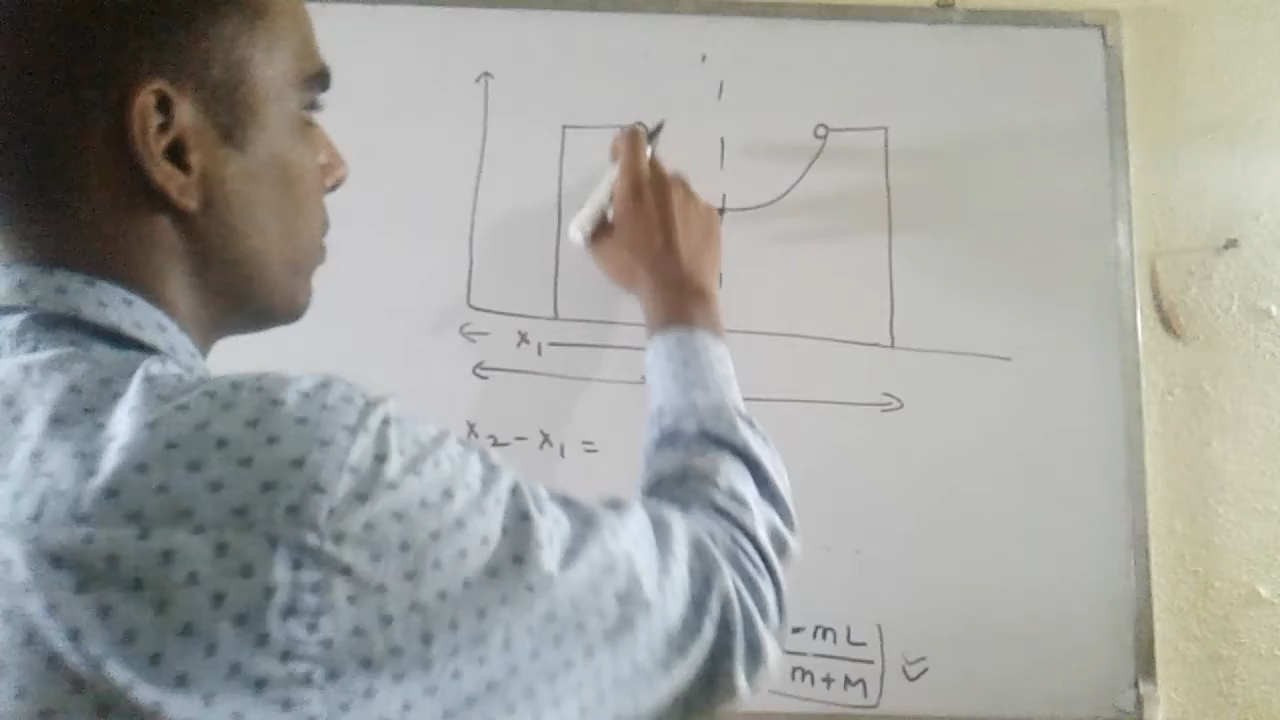 x₁
x₂ - x₁ =
-mL
m+M